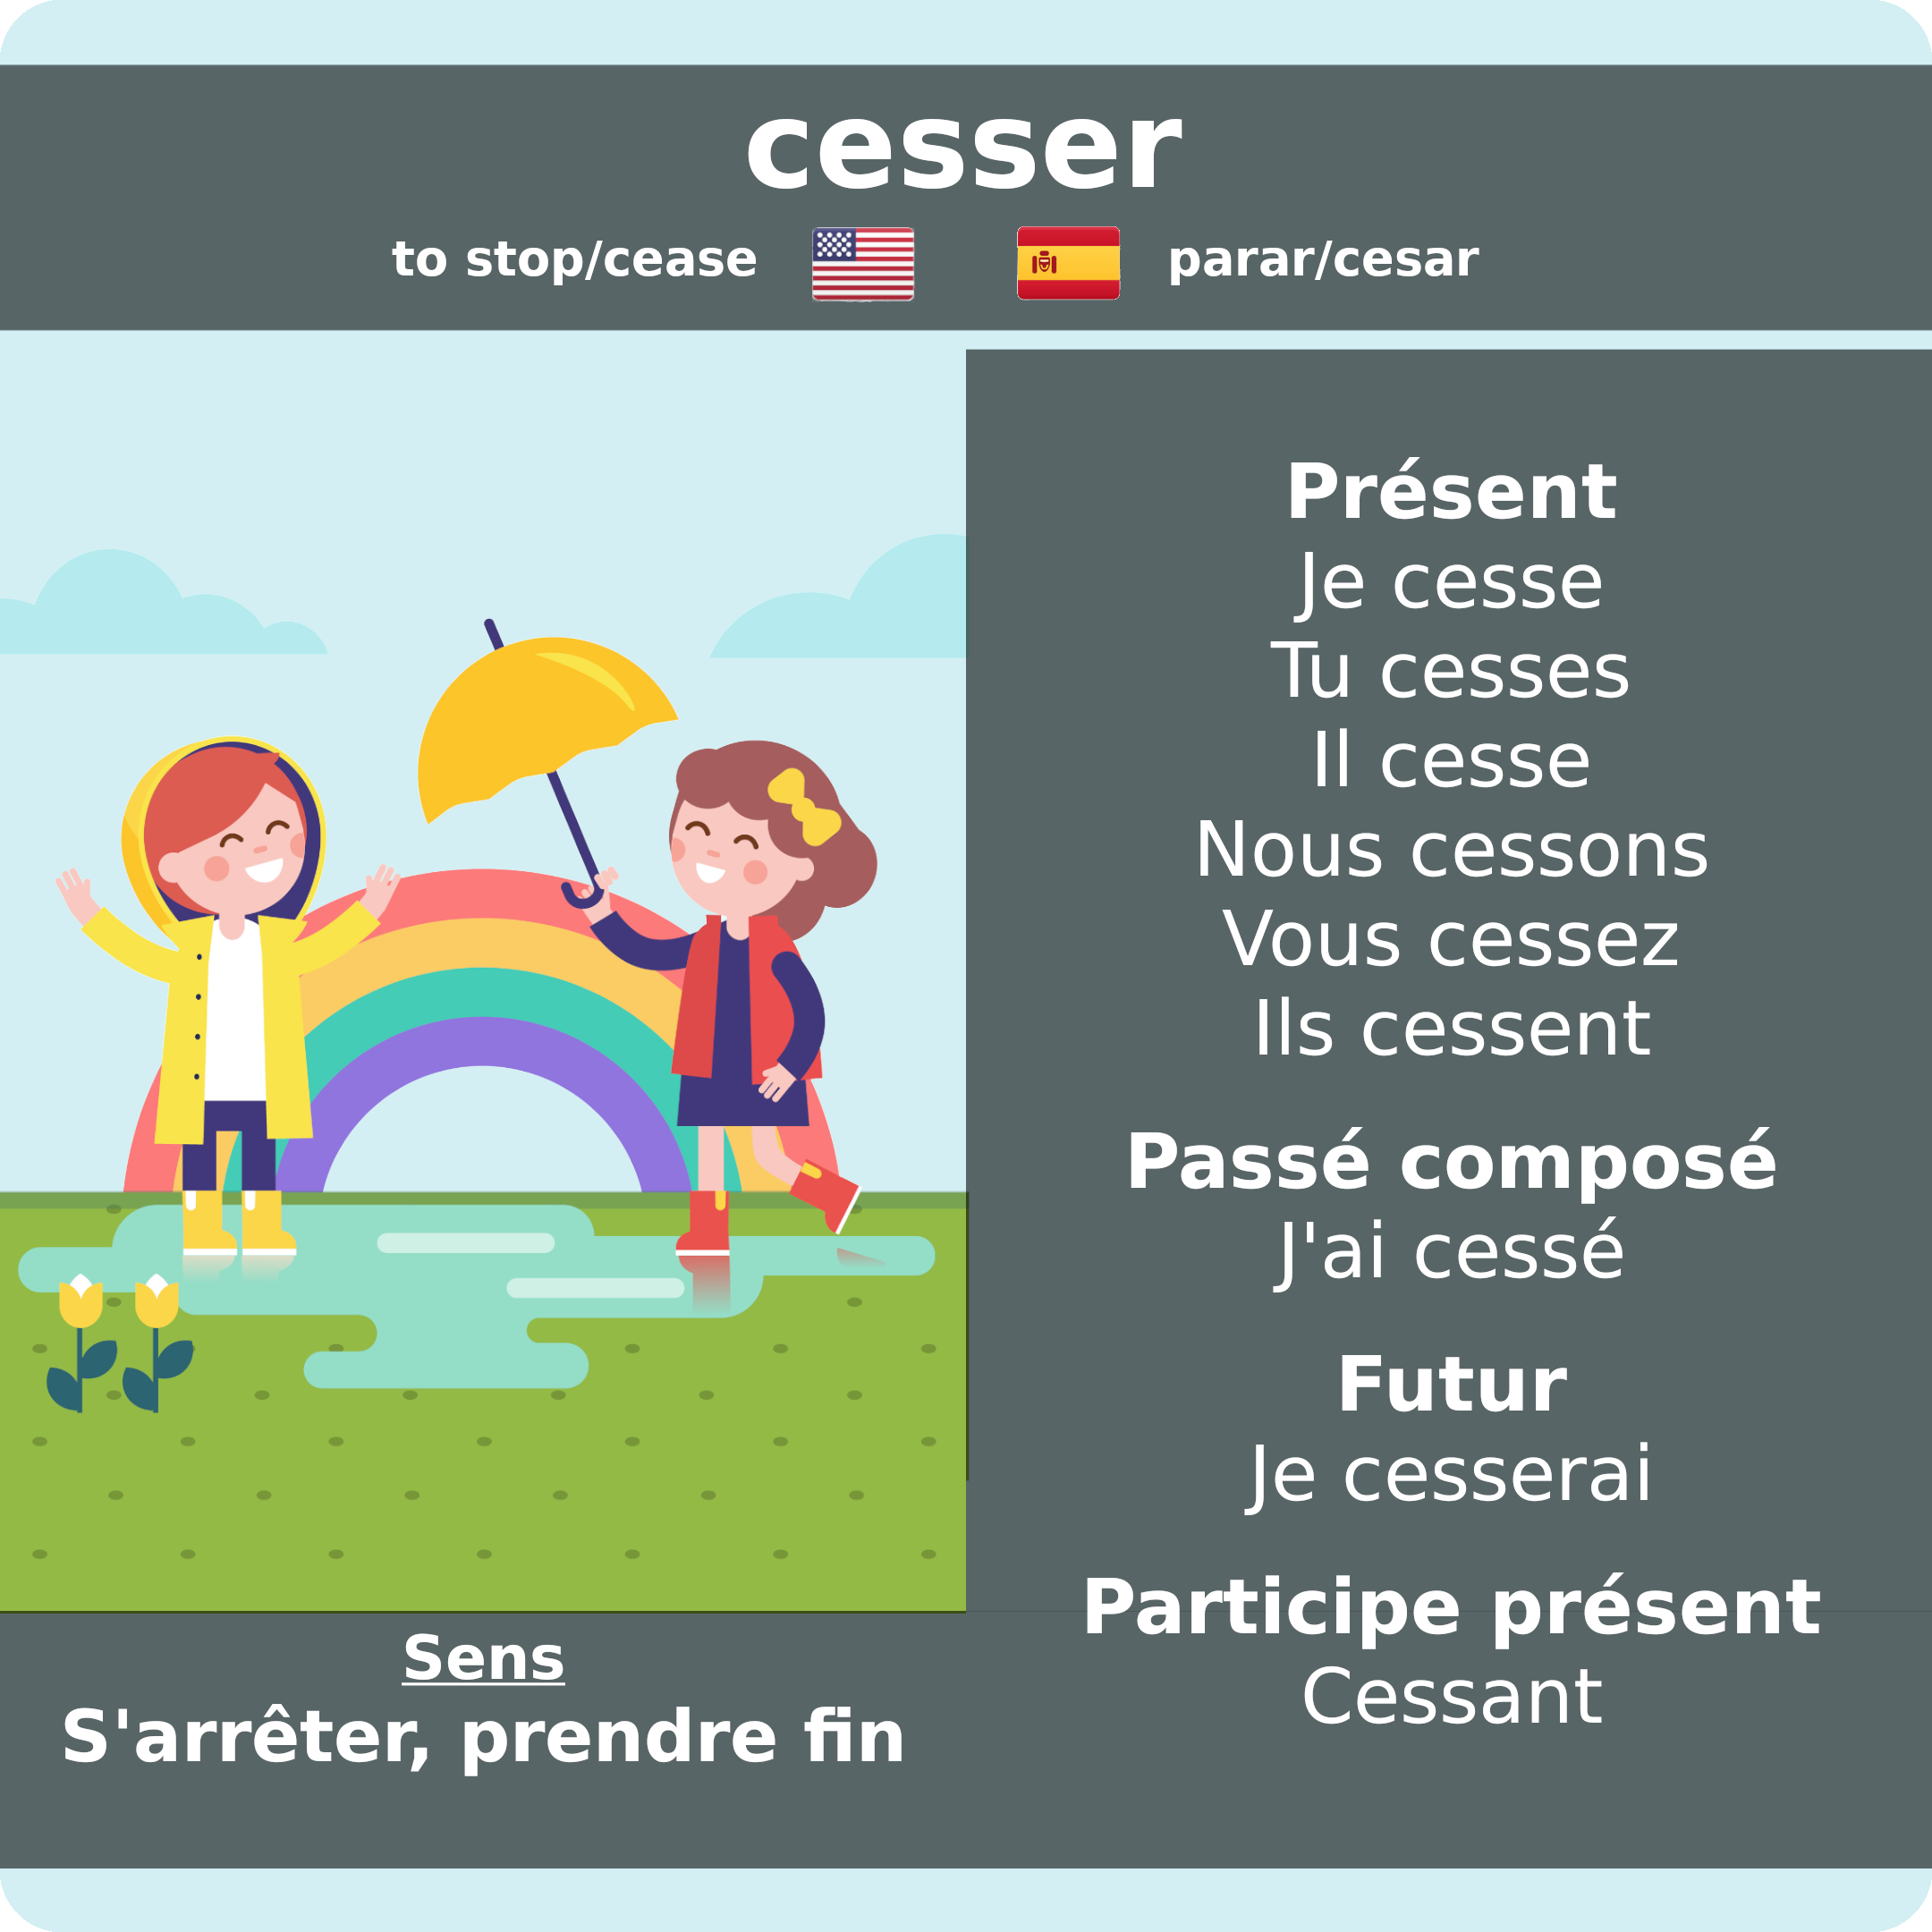 cesser
to stop/cease parar/cesar
Présent
Je cesse
Tu cesses
Il cesse
Nous cessons
Vous cessez
Ils cessent
Passé composé
J'ai cessé
Futur
Je cesserai
Participe présent
Cessant
Sens
S'arrêter, prendre fin